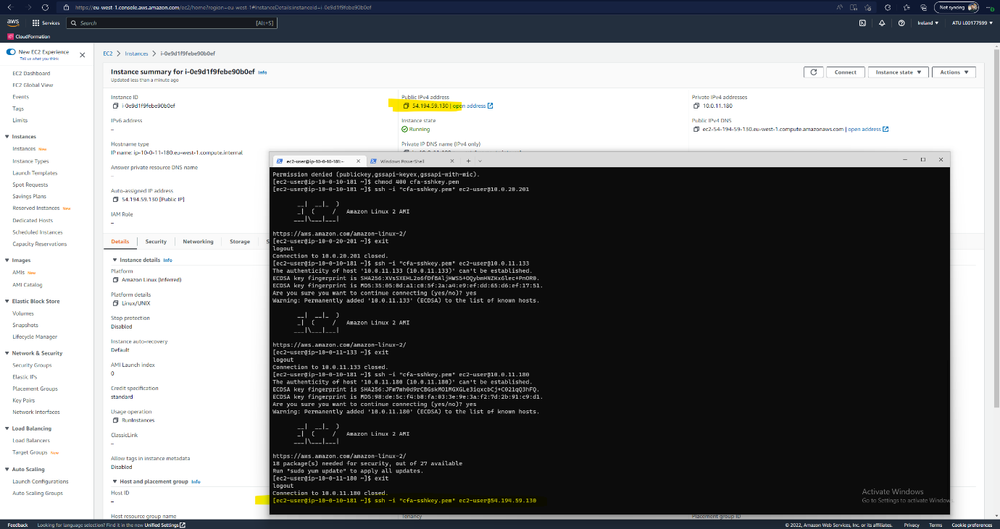 https://eu-west-1.console.aws.amazon.com/ec2/home?region=eu-west-1#InstanceDetails:instanceId=i-0e9d1f9febe90b0ef
Not syncing
aws
Services
Search
[Alt+S]
Ireland ▼
ATU L00177599 ▼
CloudFormation
New EC2 Experience
Tell us what you think
EC2 Dashboard
EC2 Global View
Events
Tags
Limits
Instances
Instances New
Instance Types
Launch Templates
Spot Requests
Savings Plans
Reserved Instances New
Dedicated Hosts
Scheduled Instances
Capacity Reservations
Images
AMIs New
AMI Catalog
Elastic Block Store
Volumes
Snapshots
Lifecycle Manager
Network & Security
Security Groups
Elastic IPs
Placement Groups
Key Pairs
Network Interfaces
Load Balancing
Load Balancers
Target Groups New
Auto Scaling
Launch Configurations
Auto Scaling Groups
EC2 > Instances > i-0e9d1f9febe90b0ef
Instance summary for i-0e9d1f9febe90b0ef Info
Updated less than a minute ago
Connect
Instance state ▼
Actions ▼
Instance ID
i-0e9d1f9febe90b0ef
IPv6 address
–
Hostname type
IP name: ip-10-0-11-180.eu-west-1.compute.internal
Answer private resource DNS name
–
Auto-assigned IP address
54.194.59.130 [Public IP]
IAM Role
–
Public IPv4 address
54.194.59.130 | open address
Instance state
Running
Private IP DNS name (IPv4 only)
Private IPv4 addresses
10.0.11.180
Public IPv4 DNS
ec2-54-194-59-130.eu-west-1.compute.amazonaws.com | open address
Details
Security
Networking
Storage
Instance details Info
Platform
Amazon Linux (Inferred)
Platform details
Linux/UNIX
Stop protection
Disabled
Instance auto-recovery
Default
AMI Launch index
0
Credit specification
standard
Usage operation
RunInstances
ClassicLink
–
Allow tags in instance metadata
Disabled
Host and placement group Info
Host ID
–
Host resource group name
Tenancy
Placement group ID
ec2-user@ip-10-0-10-181:~
Windows PowerShell
Permission denied (publickey,gssapi-keyex,gssapi-with-mic).
[ec2-user@ip-10-0-10-181 ~]$ chmod 400 cfa-sshkey.pen
[ec2-user@ip-10-0-10-181 ~]$ ssh -i "cfa-sshkey.pem" ec2-user@10.0.20.201
__|  __|_  )
_|  (     /   Amazon Linux 2 AMI
___|\___|___|
https://aws.amazon.com/amazon-linux-2/
[ec2-user@ip-10-0-20-201 ~]$ exit
logout
Connection to 10.0.20.201 closed.
[ec2-user@ip-10-0-10-181 ~]$ ssh -i "cfa-sshkey.pem" ec2-user@10.0.11.133
The authenticity of host '10.0.11.133 (10.0.11.133)' can't be established.
ECDSA key fingerprint is SHA256:XVsSXEHL2o6fDfBAljHWS5+OQybmHNZKx6lec+PnOR0.
ECDSA key fingerprint is MD5:35:05:0d:a1:c0:5f:2a:a4:e9:ef:dd:65:d6:ef:17:51.
Are you sure you want to continue connecting (yes/no)? yes
Warning: Permanently added '10.0.11.133' (ECDSA) to the list of known hosts.
__|  __|_  )
_|  (     /   Amazon Linux 2 AMI
___|\___|___|
https://aws.amazon.com/amazon-linux-2/
[ec2-user@ip-10-0-11-133 ~]$ exit
logout
Connection to 10.0.11.133 closed.
[ec2-user@ip-10-0-10-181 ~]$ ssh -i "cfa-sshkey.pem" ec2-user@10.0.11.180
The authenticity of host '10.0.11.180 (10.0.11.180)' can't be established.
ECDSA key fingerprint is SHA256:JFm7mh0d9rCBGskMO1MGXGLe3iqxcbCj+C021qQ3hFQ.
ECDSA key fingerprint is MD5:98:de:5c:f4:b8:fa:03:3e:9e:3a:f2:7d:2b:91:c9:d1.
Are you sure you want to continue connecting (yes/no)? yes
Warning: Permanently added '10.0.11.180' (ECDSA) to the list of known hosts.
__|  __|_  )
_|  (     /   Amazon Linux 2 AMI
___|\___|___|
https://aws.amazon.com/amazon-linux-2/
18 package(s) needed for security, out of 27 available
Run "sudo yum update" to apply all updates.
[ec2-user@ip-10-0-11-180 ~]$ exit
logout
Connection to 10.0.11.180 closed.
[ec2-user@ip-10-0-10-181 ~]$ ssh -i "cfa-sshkey.pem" ec2-user@54.194.59.130
Activate Windows
Go to Settings to activate Windows.
Feedback
Looking for language selection? Find it in the new Unified Settings
© 2022, Amazon Web Services, Inc. or its affiliates.
Privacy
Terms
Cookie preferences